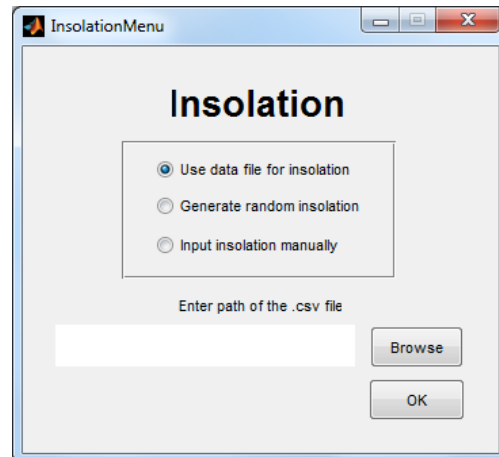 InsolationMenu
Insolation
Use data file for insolation
Generate random insolation
Input insolation manually
Enter path of the .csv file
Browse
OK